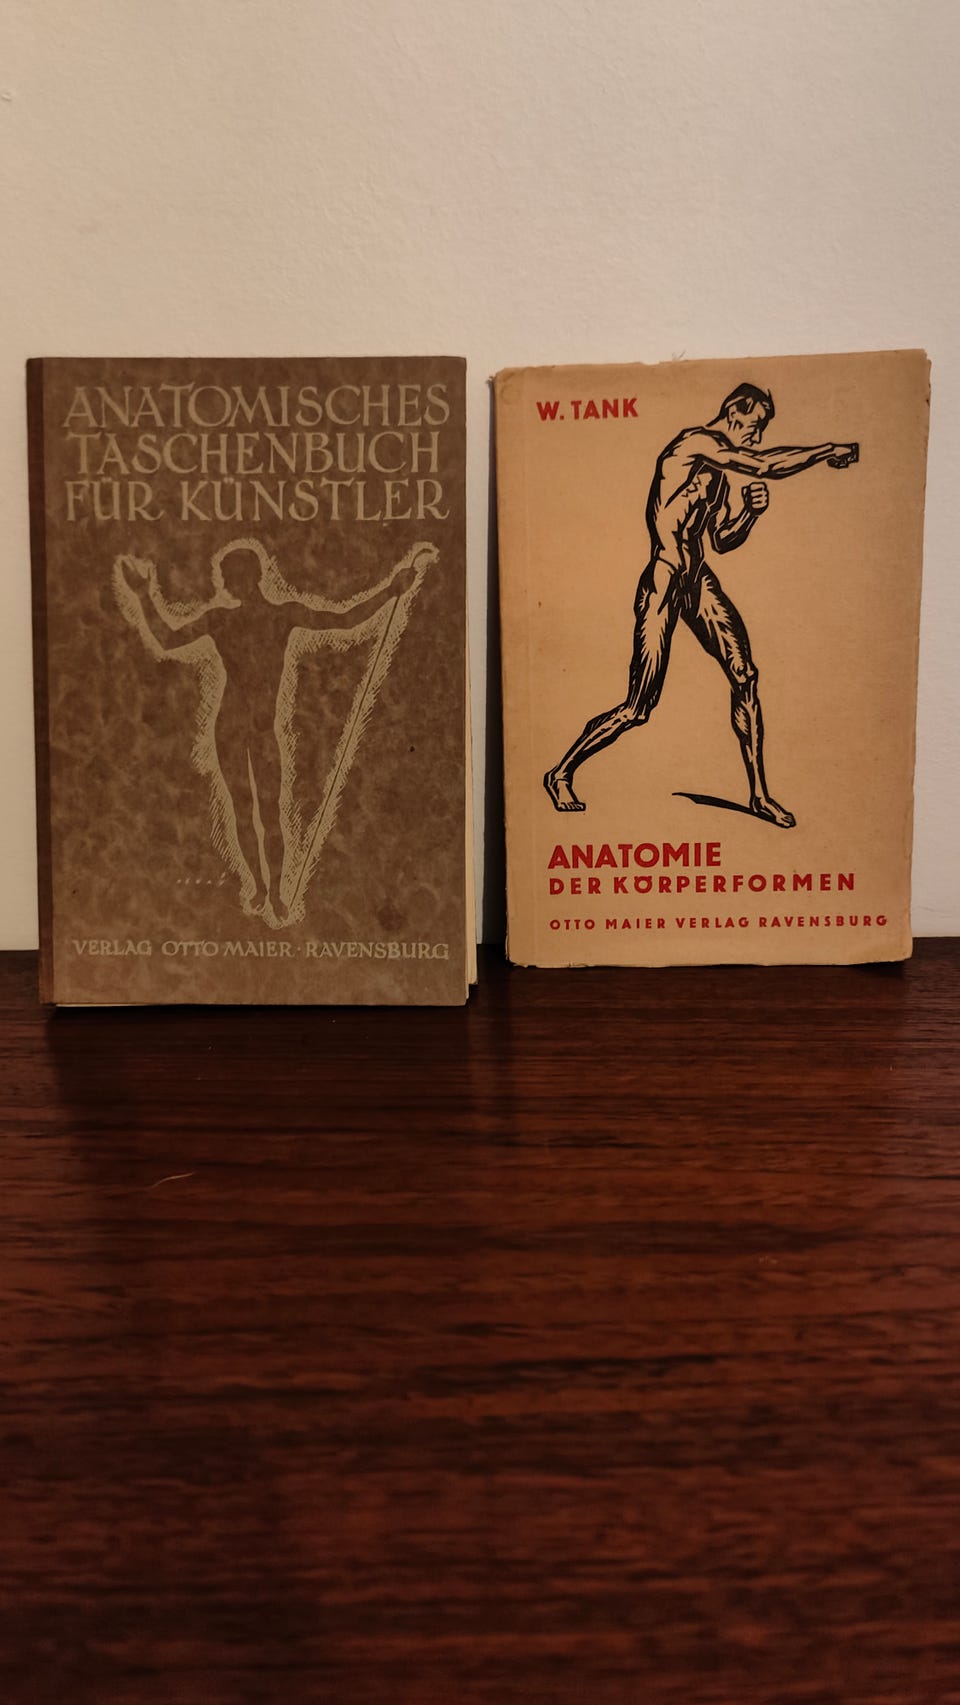 ANATOMISCHES
TASCHENBUCH
FÜR KÜNSTLER
VERLAG OTTO MAIER · RAVENSBURG
W. TANK
ANATOMIE
DER KÖRPERFORMEN
OTTO MAIER VERLAG RAVENSBURG